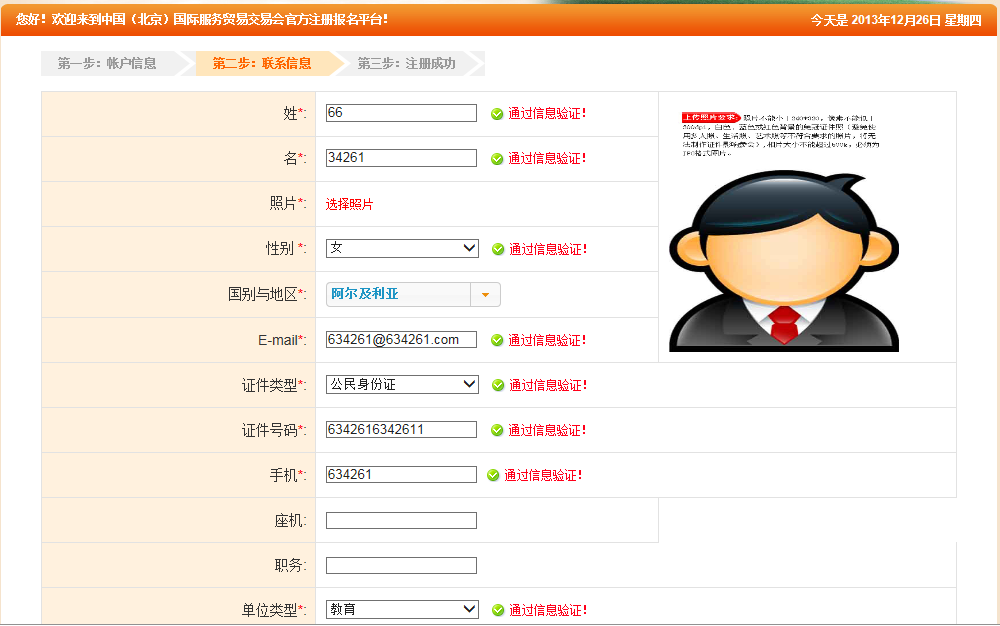 您好！欢迎来到中国（北京）国际服务贸易交易会官方注册报名平台！ 今天是 2013年12月26日 星期四
第一步：帐户信息 第二步：联系信息 第三步：注册成功
姓*: 66 通过信息验证！
名*: 34261 通过信息验证！
照片*: 选择照片
性别 *: 女 通过信息验证！
国别与地区*: 阿尔及利亚
E-mail*: 634261@634261.com 通过信息验证！
证件类型*: 公民身份证 通过信息验证！
证件号码*: 6342616342611 通过信息验证！
手机*: 634261 通过信息验证！
座机:
职务:
单位类型*: 教育 通过信息验证！
上传照片要求